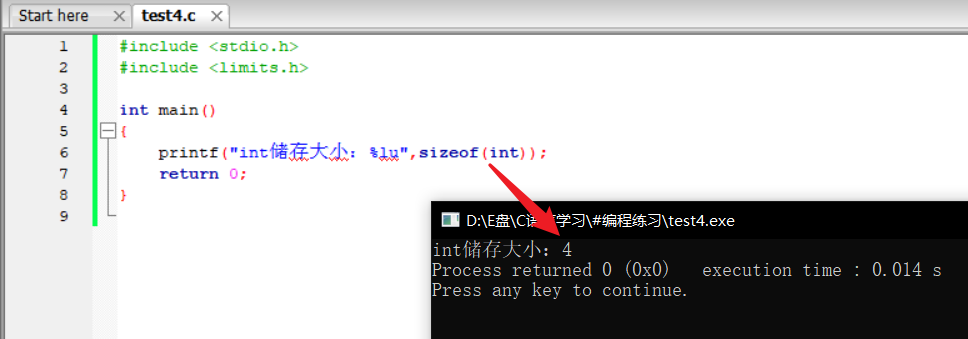 Start here
test4.c
1 #include <stdio.h>
2 #include <limits.h>
3
4 int main()
5 {
6 printf("int储存大小：%lu",sizeof(int));
7 return 0;
8 }
9
D:\E盘\C语言学习\#编程练习\test4.exe
int储存大小：4
Process returned 0 (0x0)   execution time : 0.014 s
Press any key to continue.